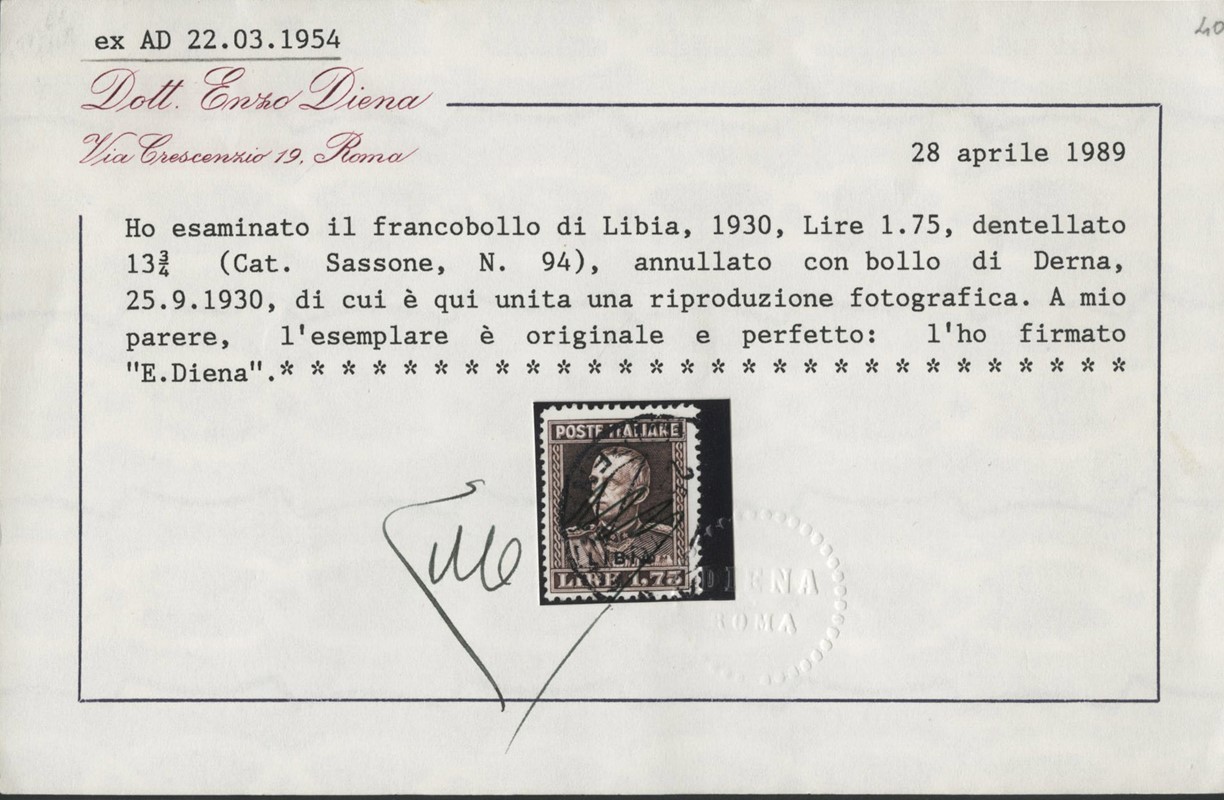 40
ex AD 22.03.1954
Dott. Enzo Diena
Via Crescenzio 19, Roma
28 aprile 1989
Ho esaminato il francobollo di Libia, 1930, Lire 1.75, dentellato
13¾ (Cat. Sassone, N. 94), annullato con bollo di Derna,
25.9.1930, di cui è qui unita una riproduzione fotografica. A mio
parere, l'esemplare è originale e perfetto: l'ho firmato
"E.Diena".* * * * * * * * * * * * * * * * * * * * * * * * * * * *
POSTE ITALIANE
LIBIA
LIRE 1.75
DIENA
ROMA